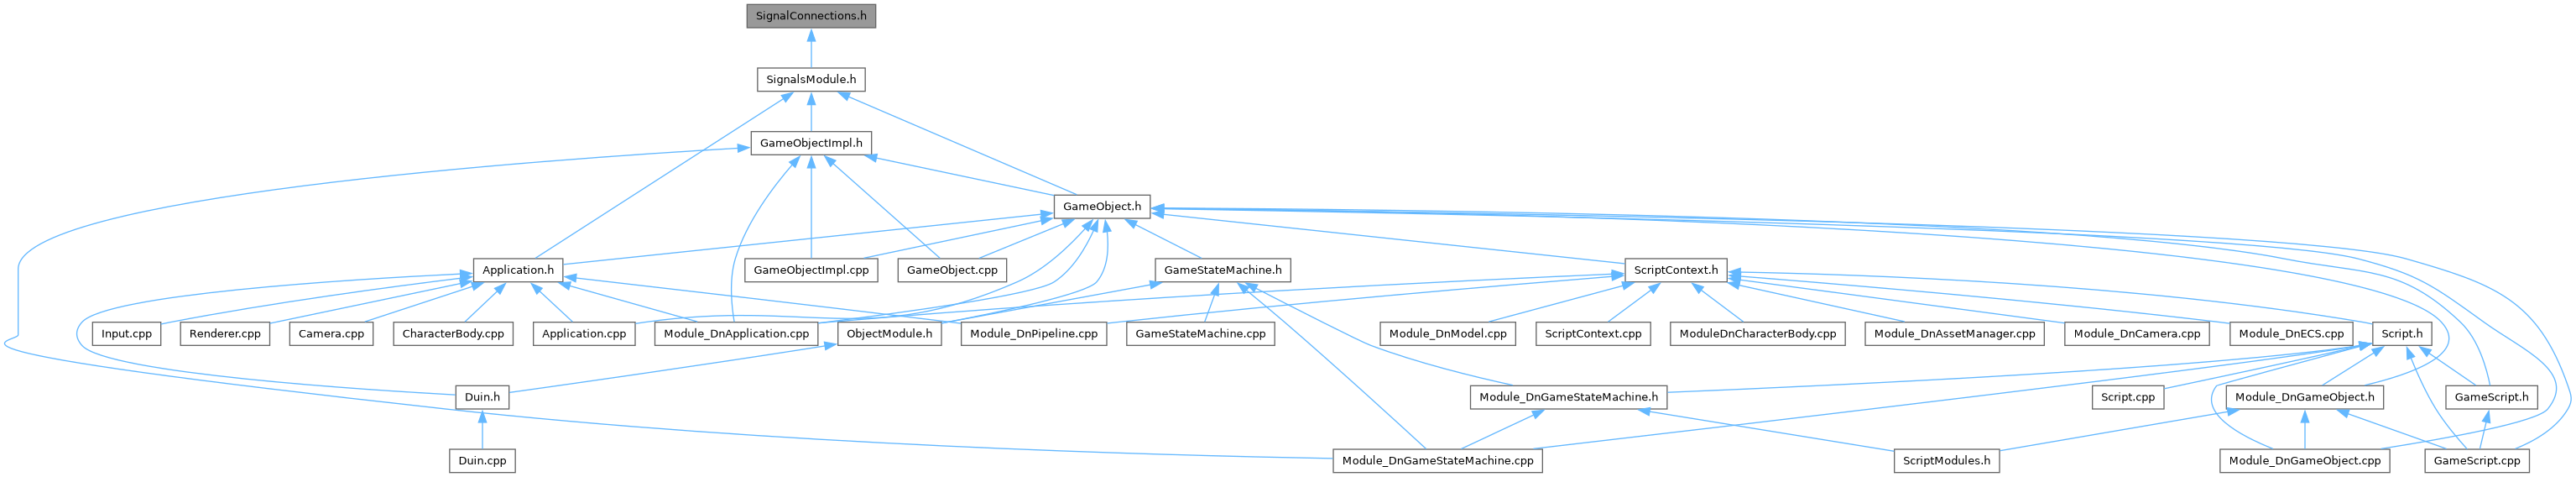 SignalConnections.h
SignalsModule.h
GameObjectImpl.h
GameObject.h
Application.h
GameObjectImpl.cpp
GameObject.cpp
GameStateMachine.h
ScriptContext.h
Input.cpp
Renderer.cpp
Camera.cpp
CharacterBody.cpp
Application.cpp
Module_DnApplication.cpp
ObjectModule.h
Module_DnPipeline.cpp
GameStateMachine.cpp
Module_DnModel.cpp
ScriptContext.cpp
ModuleDnCharacterBody.cpp
Module_DnAssetManager.cpp
Module_DnCamera.cpp
Module_DnECS.cpp
Script.h
Duin.h
Module_DnGameStateMachine.h
Script.cpp
Module_DnGameObject.h
GameScript.h
Duin.cpp
Module_DnGameStateMachine.cpp
ScriptModules.h
Module_DnGameObject.cpp
GameScript.cpp